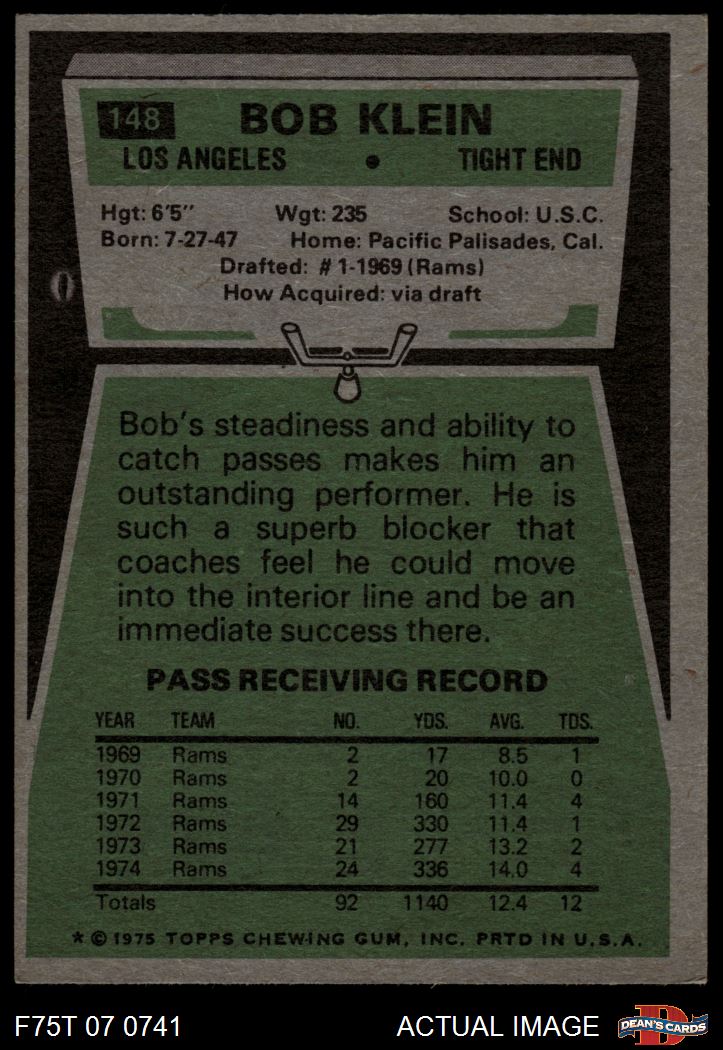 148 BOB KLEIN
LOS ANGELES • TIGHT END
Hgt: 6'5" Wgt: 235 School: U.S.C.
Born: 7-27-47 Home: Pacific Palisades, Cal.
Drafted: #1-1969 (Rams)
How Acquired: via draft
Bob's steadiness and ability to
catch passes makes him an
outstanding performer. He is
such a superb blocker that
coaches feel he could move
into the interior line and be an
immediate success there.
PASS RECEIVING RECORD
YEAR TEAM NO. YDS. AVG. TDS.
1969 Rams 2 17 8.5 1
1970 Rams 2 20 10.0 0
1971 Rams 14 160 11.4 4
1972 Rams 29 330 11.4 1
1973 Rams 21 277 13.2 2
1974 Rams 24 336 14.0 4
Totals 92 1140 12.4 12
* © 1975 TOPPS CHEWING GUM, INC. PRTD IN U.S.A.
F75T 07 0741 ACTUAL IMAGE D DEAN'S CARDS